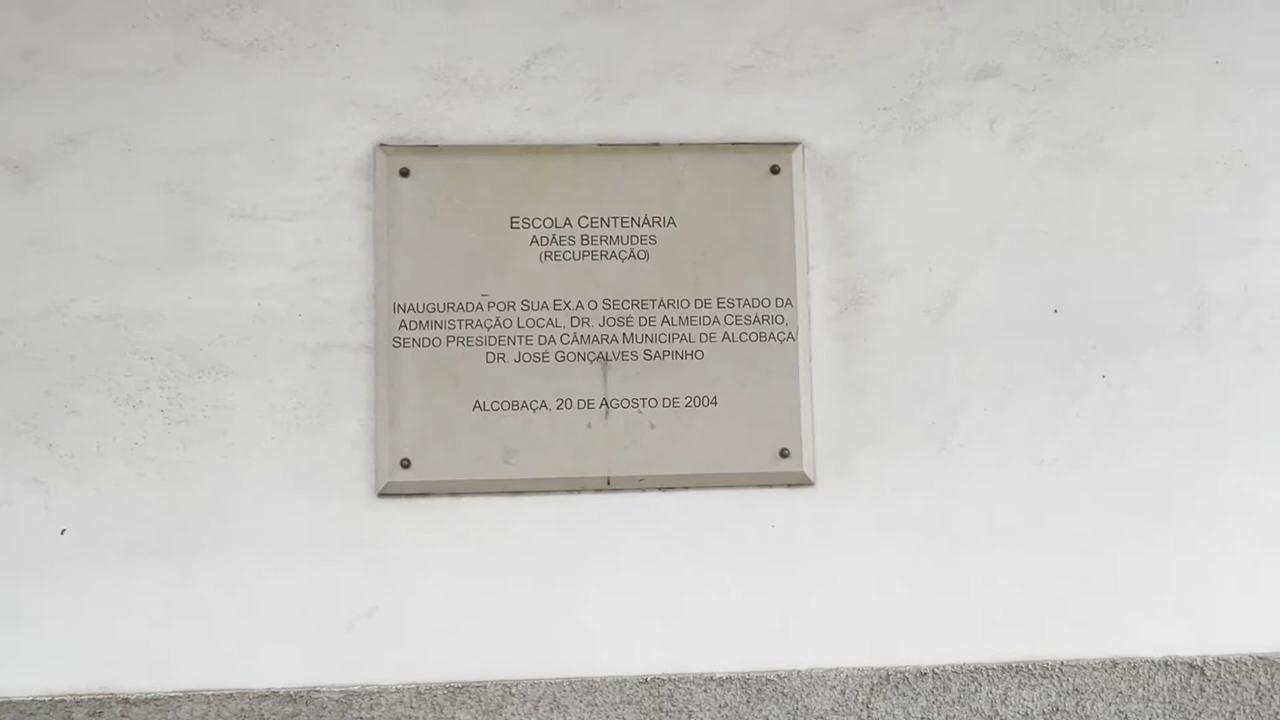 ESCOLA CENTENÁRIA
ADÃES BERMUDES
(RECUPERAÇÃO)
INAUGURADA POR SUA EX.A O SECRETÁRIO DE ESTADO DA
ADMINISTRAÇÃO LOCAL, DR. JOSÉ DE ALMEIDA CESÁRIO,
SENDO PRESIDENTE DA CÂMARA MUNICIPAL DE ALCOBAÇA
DR. JOSÉ GONÇALVES SAPINHO
ALCOBAÇA, 20 DE AGOSTO DE 2004